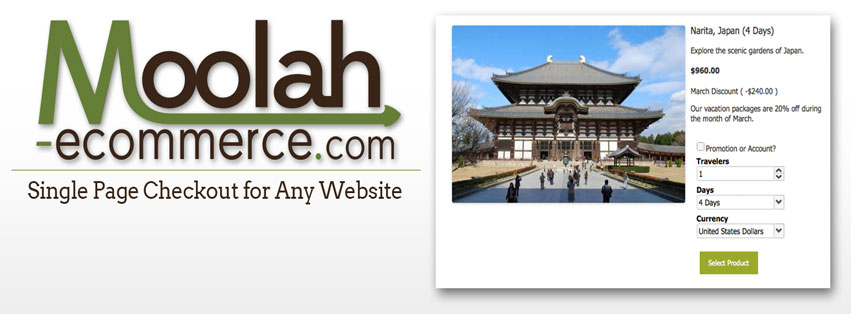 Moolah
-ecommerce.com
Single Page Checkout for Any Website
Narita, Japan (4 Days)
Explore the scenic gardens of Japan.
$960.00
March Discount ( -$240.00 )
Our vacation packages are 20% off during
the month of March.
Promotion or Account?
Travelers
1
Days
4 Days
Currency
United States Dollars
Select Product